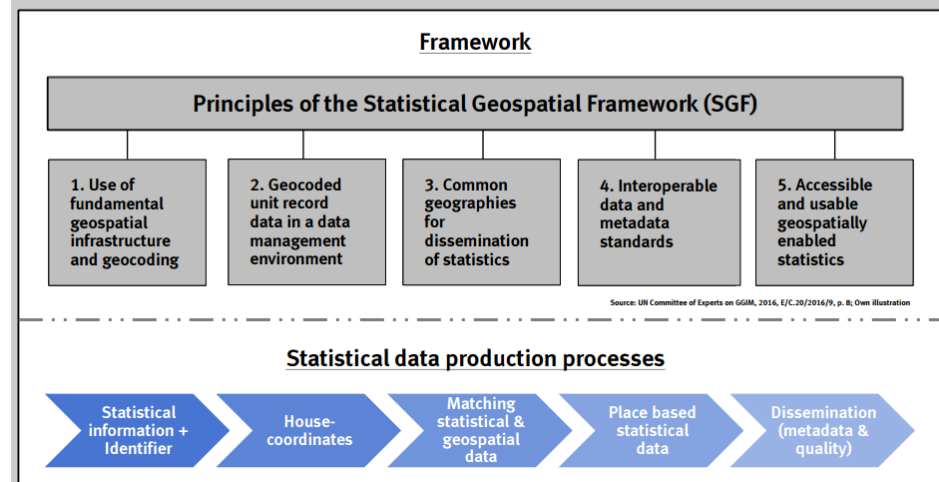 Framework
Principles of the Statistical Geospatial Framework (SGF)
1. Use of
fundamental
geospatial
infrastructure
and geocoding
2. Geocoded
unit record
data in a data
management
environment
3. Common
geographies
for
dissemination
of statistics
4. Interoperable
data and
metadata
standards
5. Accessible
and usable
geospatially
enabled
statistics
Source: UN Committee of Experts on GGIM, 2016, E/C.20/2016/9, p. 8; Own illustration
Statistical data production processes
Statistical
information +
Identifier
House-
coordinates
Matching
statistical &
geospatial
data
Place based
statistical
data
Dissemination
(metadata &
quality)